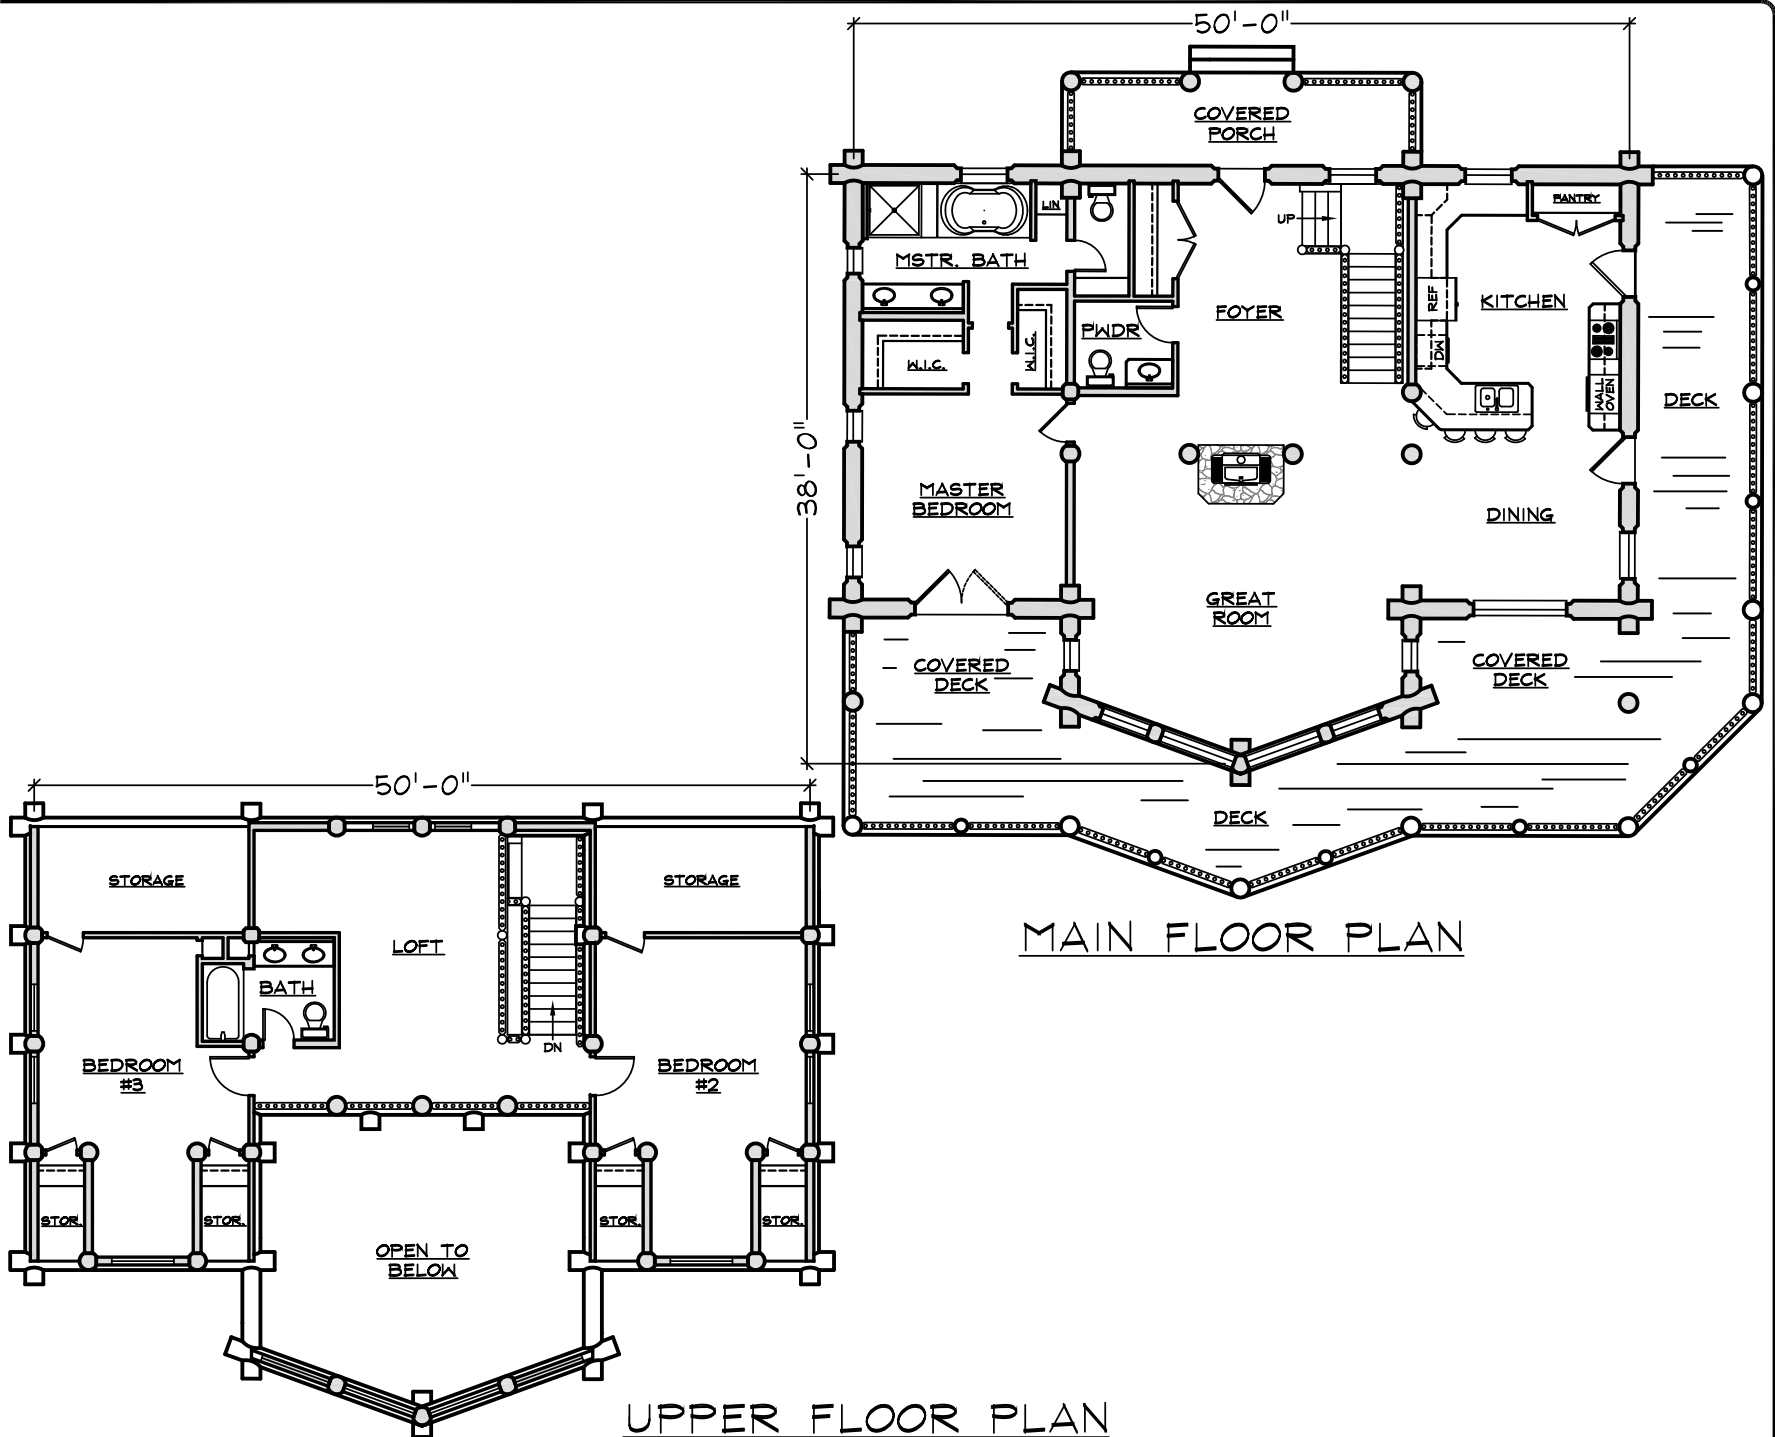 50'-0"
COVERED
PORCH
LIN
UP
PANTRY
MSTR. BATH
REF
KITCHEN
FOYER
PWDR
DW
W.I.C.
W.I.C.
WALL
OVEN
DECK
38'-0"
MASTER
BEDROOM
DINING
GREAT
ROOM
COVERED
DECK
COVERED
DECK
DECK
MAIN FLOOR PLAN
50'-0"
STORAGE
STORAGE
LOFT
BATH
DN
BEDROOM
#3
BEDROOM
#2
STOR.
STOR.
STOR.
STOR.
OPEN TO
BELOW
UPPER FLOOR PLAN